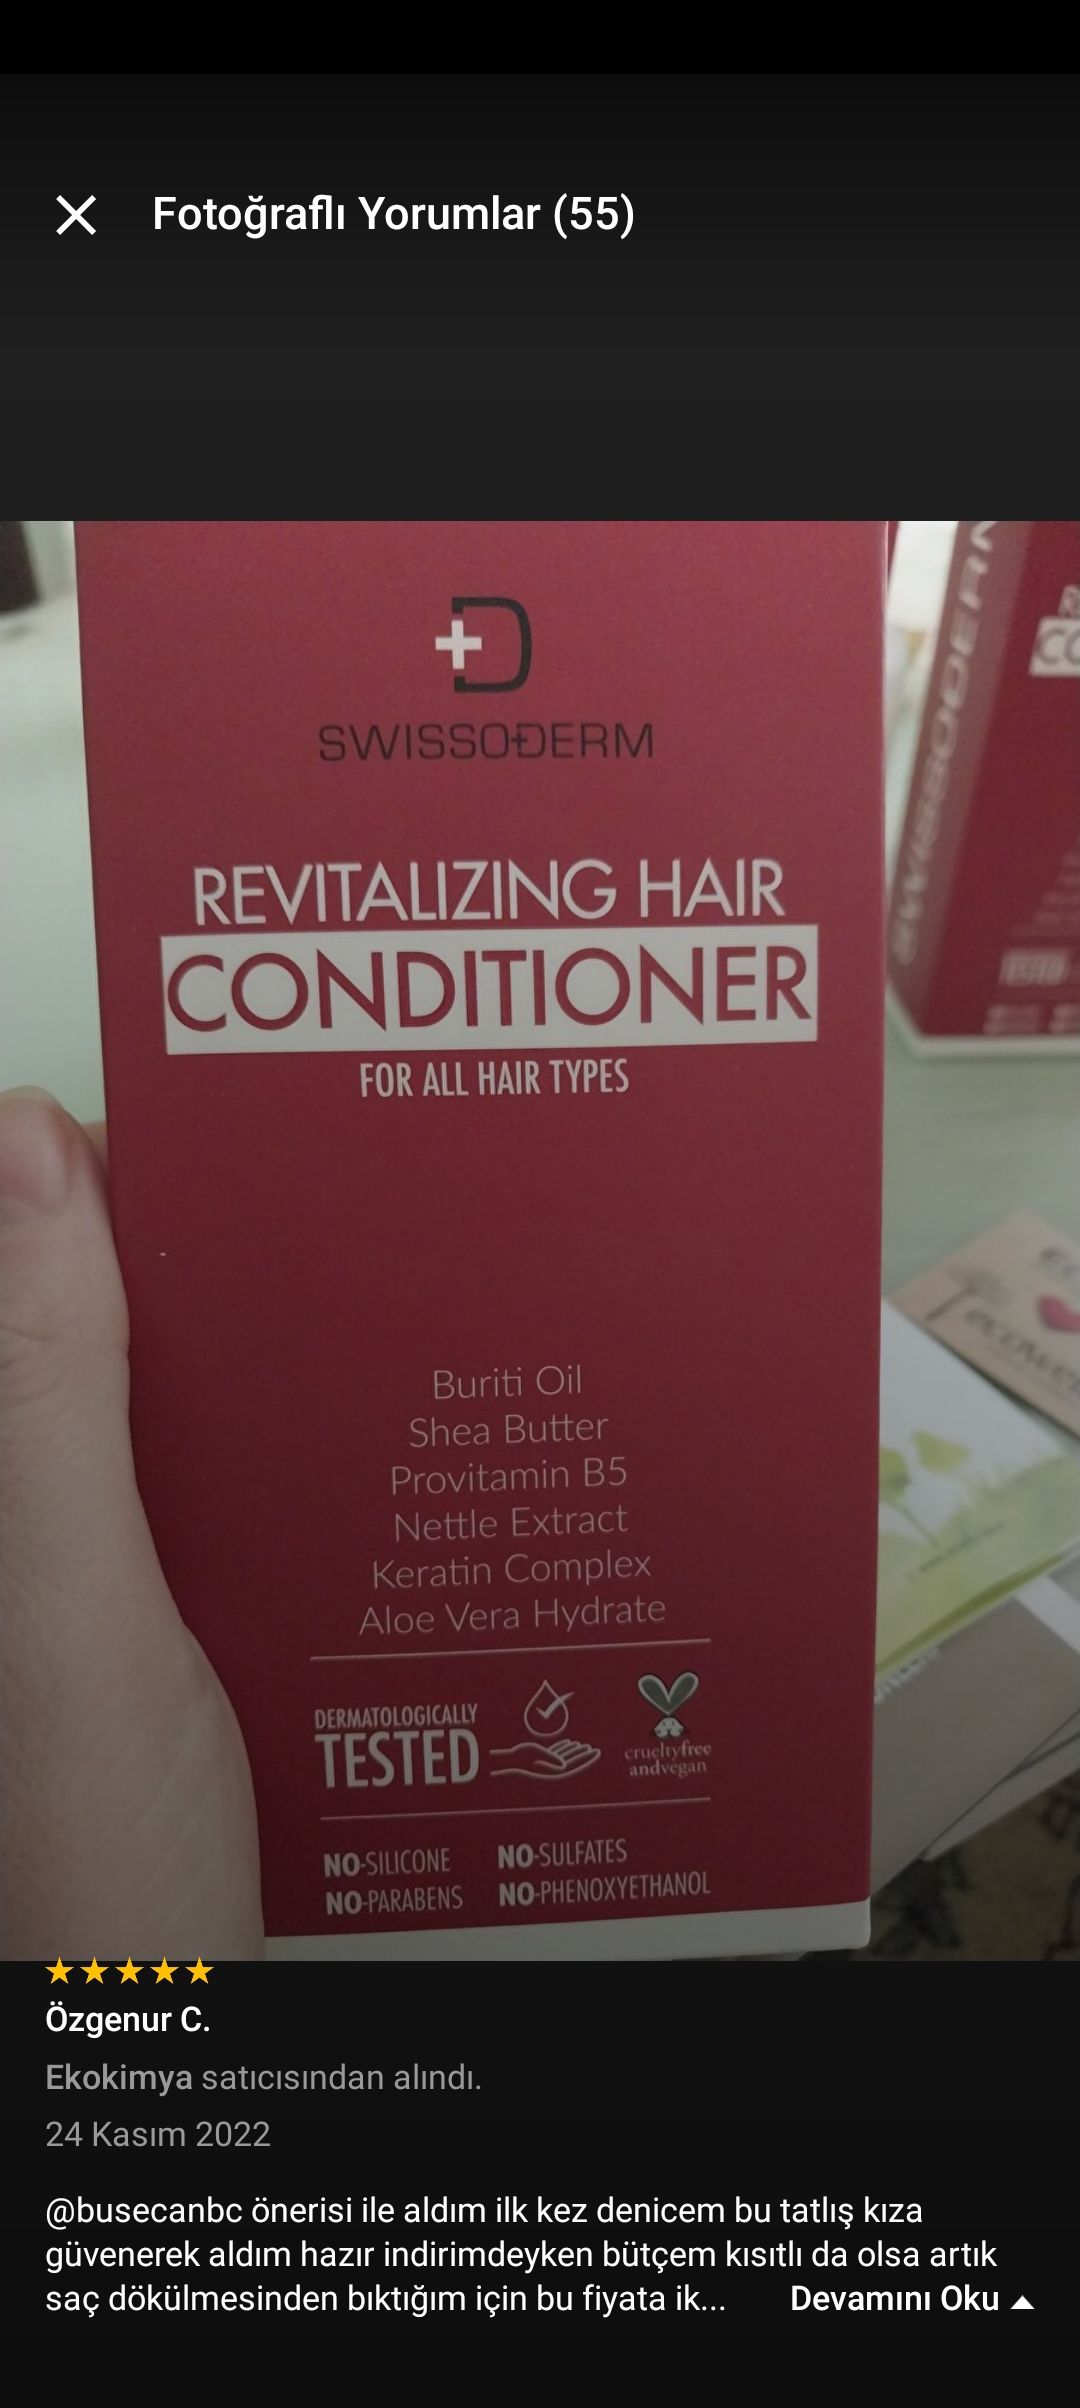 Fotoğraflı Yorumlar (55)
D
SWISSODERM
REVITALIZING HAIR
CONDITIONER
FOR ALL HAIR TYPES
Buriti Oil
Shea Butter
Provitamin B5
Nettle Extract
Keratin Complex
Aloe Vera Hydrate
DERMATOLOGICALLY
TESTED
crueltyfree
andvegan
NO-SILICONE NO-SULFATES
NO-PARABENS NO-PHENOXYETHANOL
SWISSODERM
Özgenur C.
Ekokimya satıcısından alındı.
24 Kasım 2022
@busecanbc önerisi ile aldım ilk kez denicem bu tatlış kıza
güvenerek aldım hazır indirimdeyken bütçem kısıtlı da olsa artık
saç dökülmesinden bıktığım için bu fiyata ik... Devamını Oku